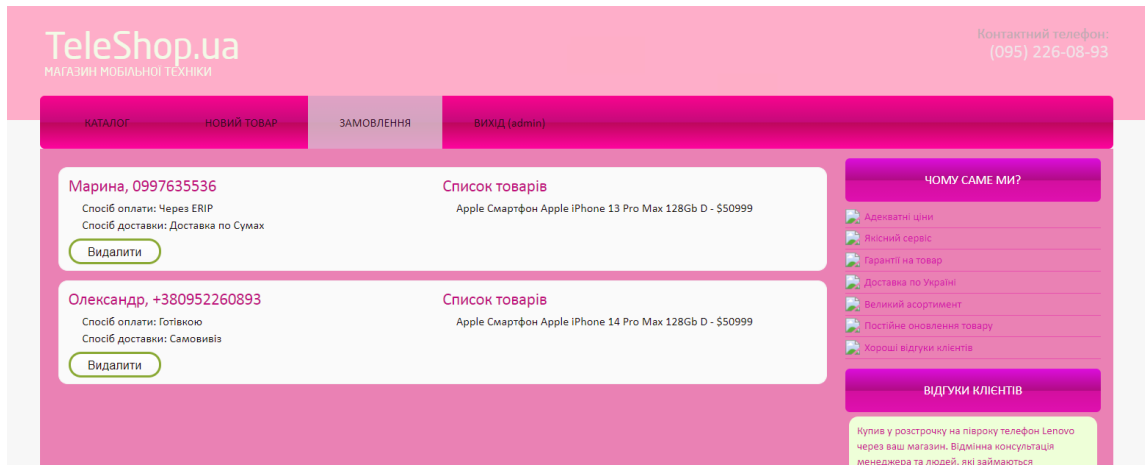 TeleShop.ua
МАГАЗИН МОБІЛЬНОЇ ТЕХНІКИ
Контактний телефон:
(095) 226-08-93
КАТАЛОГ НОВИЙ ТОВАР ЗАМОВЛЕННЯ ВИХІД (admin)
Марина, 0997635536
Спосіб оплати: Через ERIP
Спосіб доставки: Доставка по Сумах
Видалити
Список товарів
Apple Смартфон Apple iPhone 13 Pro Max 128Gb D - $50999
Олександр, +380952260893
Спосіб оплати: Готівкою
Спосіб доставки: Самовивіз
Видалити
Список товарів
Apple Смартфон Apple iPhone 14 Pro Max 128Gb D - $50999
ЧОМУ САМЕ МИ?
Адекватні ціни
Якісний сервіс
Гарантії на товар
Доставка по Україні
Великий асортимент
Постійне оновлення товару
Хороші відгуки клієнтів
ВІДГУКИ КЛІЄНТІВ
Купив у розстрочку на півроку телефон Lenovo
через ваш магазин. Відмінна консультація
менеджера та людей, які займаються